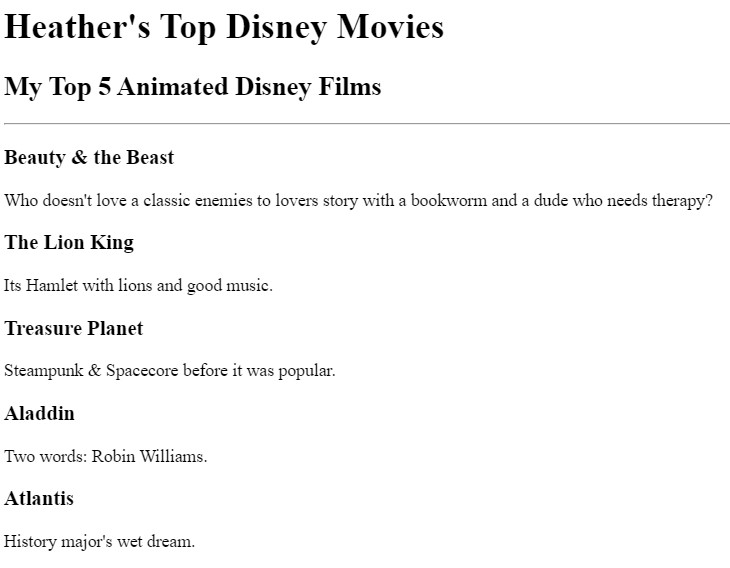 Heather's Top Disney Movies
My Top 5 Animated Disney Films
Beauty & the Beast
Who doesn't love a classic enemies to lovers story with a bookworm and a dude who needs therapy?
The Lion King
Its Hamlet with lions and good music.
Treasure Planet
Steampunk & Spacecore before it was popular.
Aladdin
Two words: Robin Williams.
Atlantis
History major's wet dream.